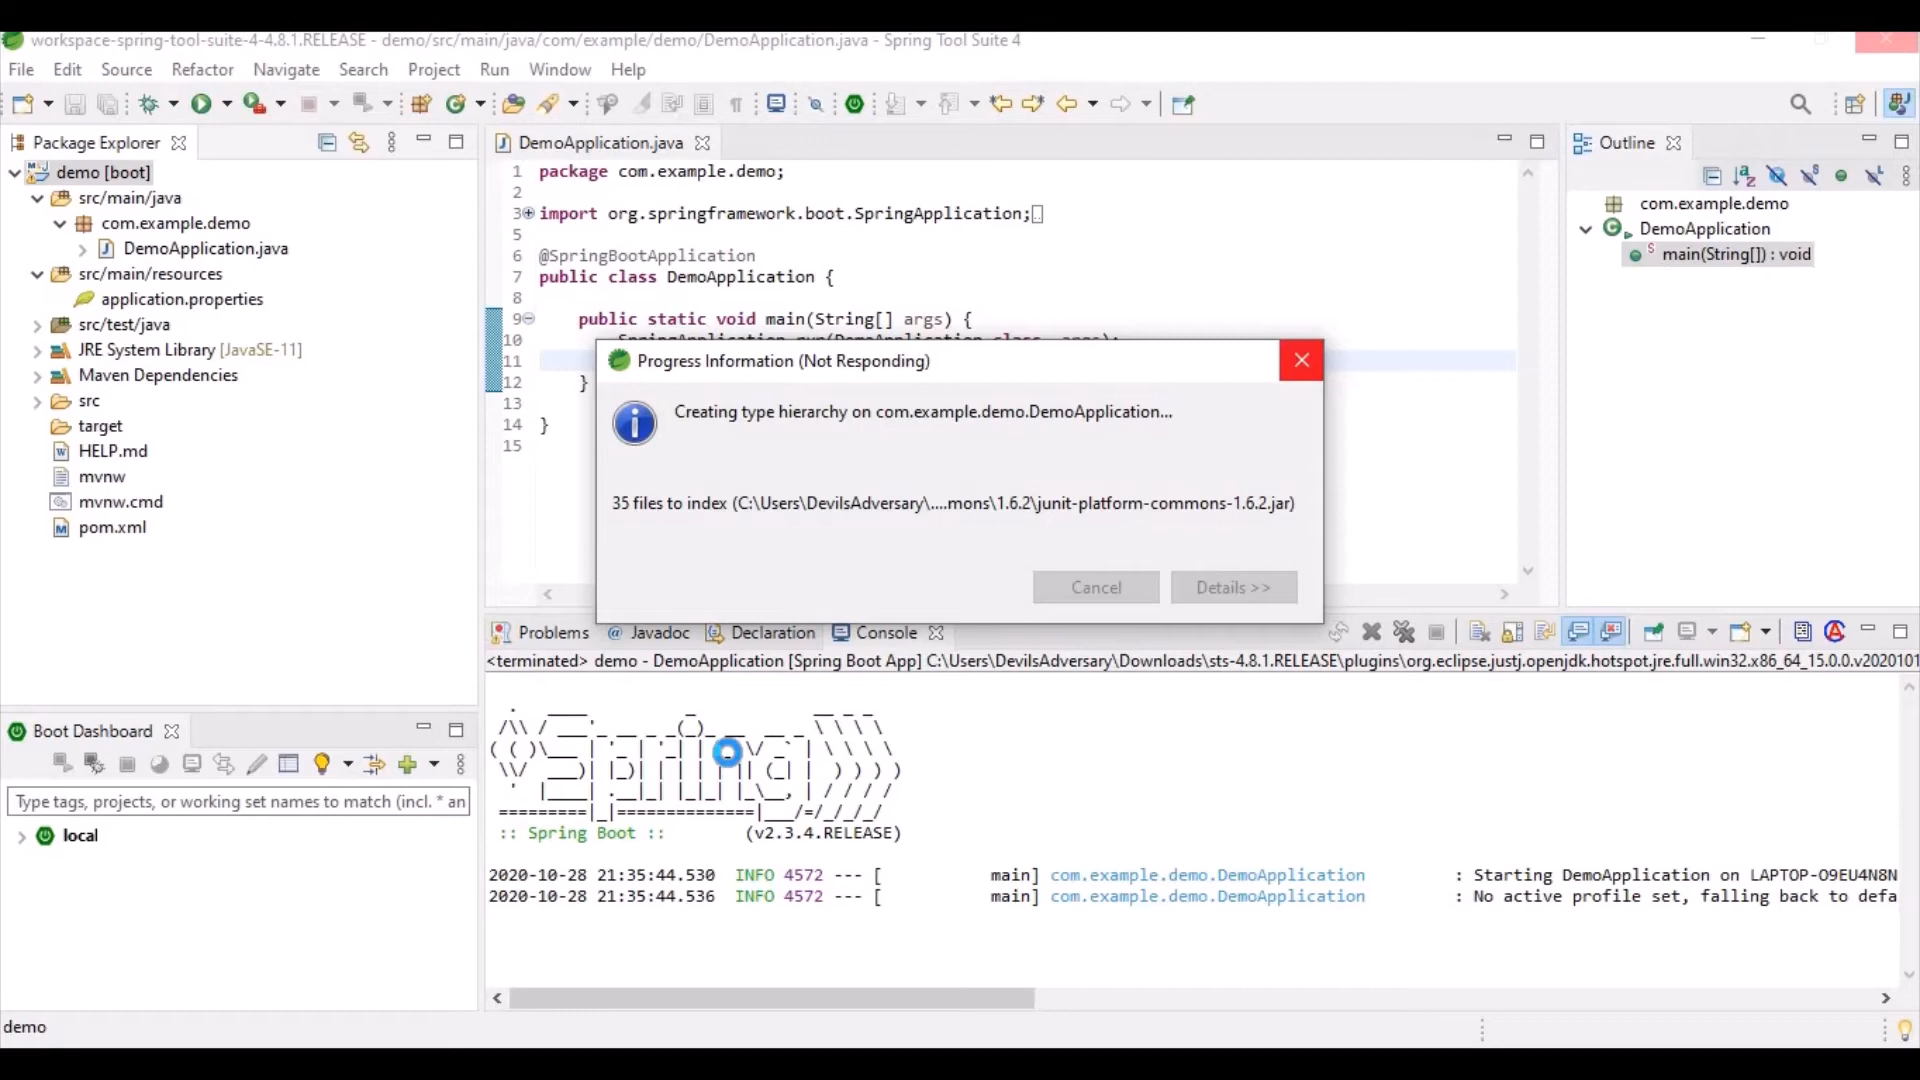 workspace-spring-tool-suite-4-4.8.1.RELEASE - demo/src/main/java/com/example/demo/DemoApplication.java - Spring Tool Suite 4
File Edit Source Refactor Navigate Search Project Run Window Help
Package Explorer
demo [boot]
src/main/java
com.example.demo
DemoApplication.java
src/main/resources
application.properties
src/test/java
JRE System Library [JavaSE-11]
Maven Dependencies
src
target
HELP.md
mvnw
mvnw.cmd
pom.xml
DemoApplication.java
1 package com.example.demo;
2
3 import org.springframework.boot.SpringApplication;
5
6 @SpringBootApplication
7 public class DemoApplication {
8
9 public static void main(String[] args) {
10
11
12 }
13
14 }
15
Progress Information (Not Responding)
Creating type hierarchy on com.example.demo.DemoApplication...
35 files to index (C:\Users\DevilsAdversary\....mons\1.6.2\junit-platform-commons-1.6.2.jar)
Cancel Details >>
Outline
com.example.demo
DemoApplication
main(String[]) : void
Problems @ Javadoc Declaration Console
<terminated> demo - DemoApplication [Spring Boot App] C:\Users\DevilsAdversary\Downloads\sts-4.8.1.RELEASE\plugins\org.eclipse.justj.openjdk.hotspot.jre.full.win32.x86_64_15.0.0.v2020101
:: Spring Boot :: (v2.3.4.RELEASE)
2020-10-28 21:35:44.530 INFO 4572 --- [ main] com.example.demo.DemoApplication : Starting DemoApplication on LAPTOP-O9EU4N8N
2020-10-28 21:35:44.536 INFO 4572 --- [ main] com.example.demo.DemoApplication : No active profile set, falling back to defa
Boot Dashboard
Type tags, projects, or working set names to match (incl. * an
local
demo